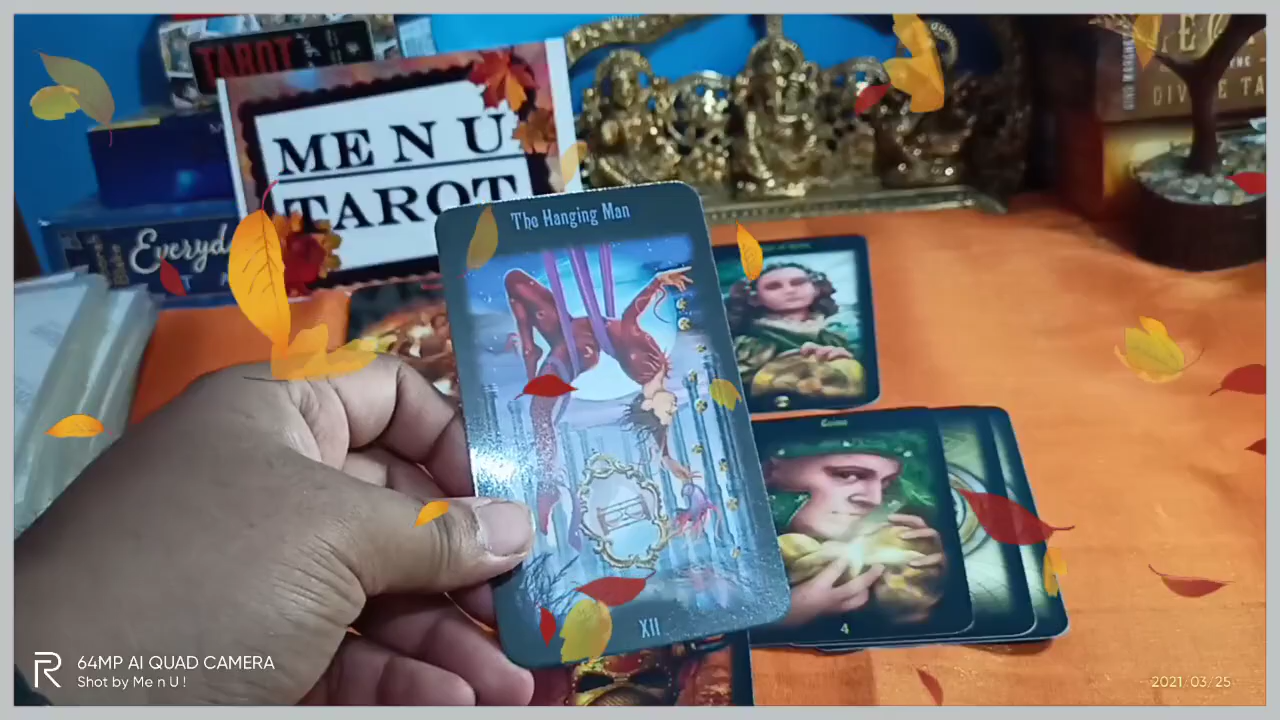 TAROT
ME N U
TAROT
Everyd
The Hanging Man
XII
Coins
4
DIVINE TA
64MP AI QUAD CAMERA
Shot by Me n U !
2021/03/25